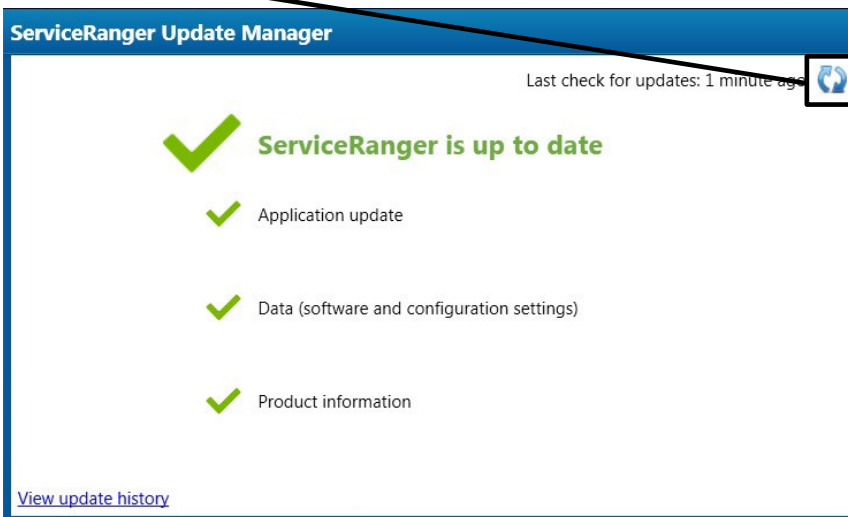 ServiceRanger Update Manager
Last check for updates: 1 minute ago
ServiceRanger is up to date
Application update
Data (software and configuration settings)
Product information
View update history